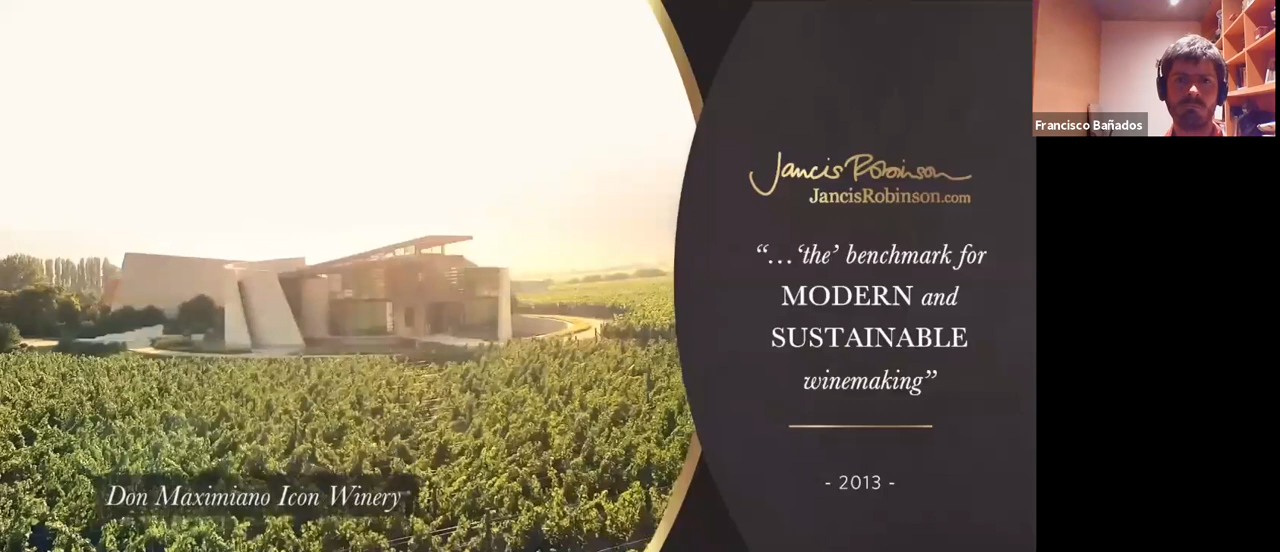 Francisco Bañados
Jancis Robinson
JancisRobinson.com
“...‘the’ benchmark for
MODERN and
SUSTAINABLE
winemaking”
- 2013 -
Don Maximiano Icon Winery